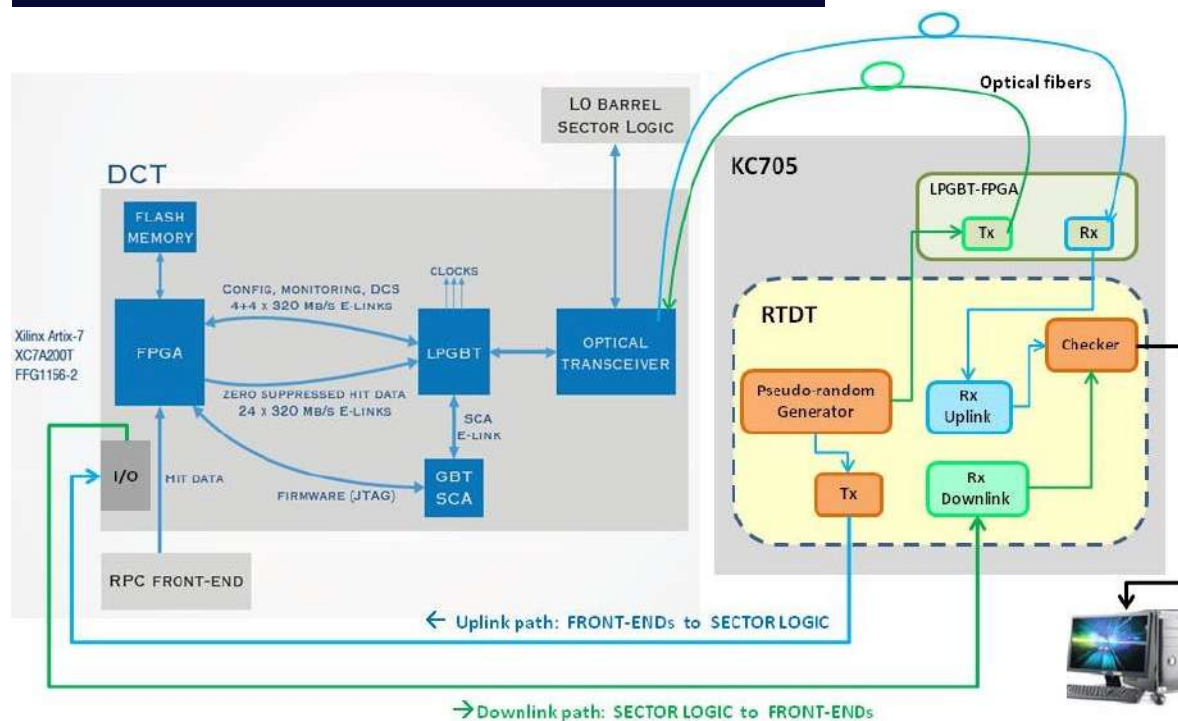 Optical fibers
L0 BARREL
SECTOR LOGIC
KC705
DCT
LPGBT-FPGA
FLASH
MEMORY
Tx
Rx
CLOCKS
CONFIG, MONITORING, DCS
4+4 X 320 MB/S E-LINKS
RTDT
Xilinx Artix-7
XC7A200T
FFG1156-2
FPGA
LPGBT
OPTICAL
TRANSCEIVER
Checker
ZERO SUPPRESSED HIT DATA
24 X 320 MB/S E-LINKS
Pseudo-random
Generator
Rx
Uplink
SCA
E-LINK
I/O
HIT DATA
FIRMWARE (JTAG)
GBT
SCA
Tx
Rx
Downlink
RPC FRONT-END
← Uplink path: FRONT-ENDs to SECTOR LOGIC
→Downlink path: SECTOR LOGIC to FRONT-ENDs